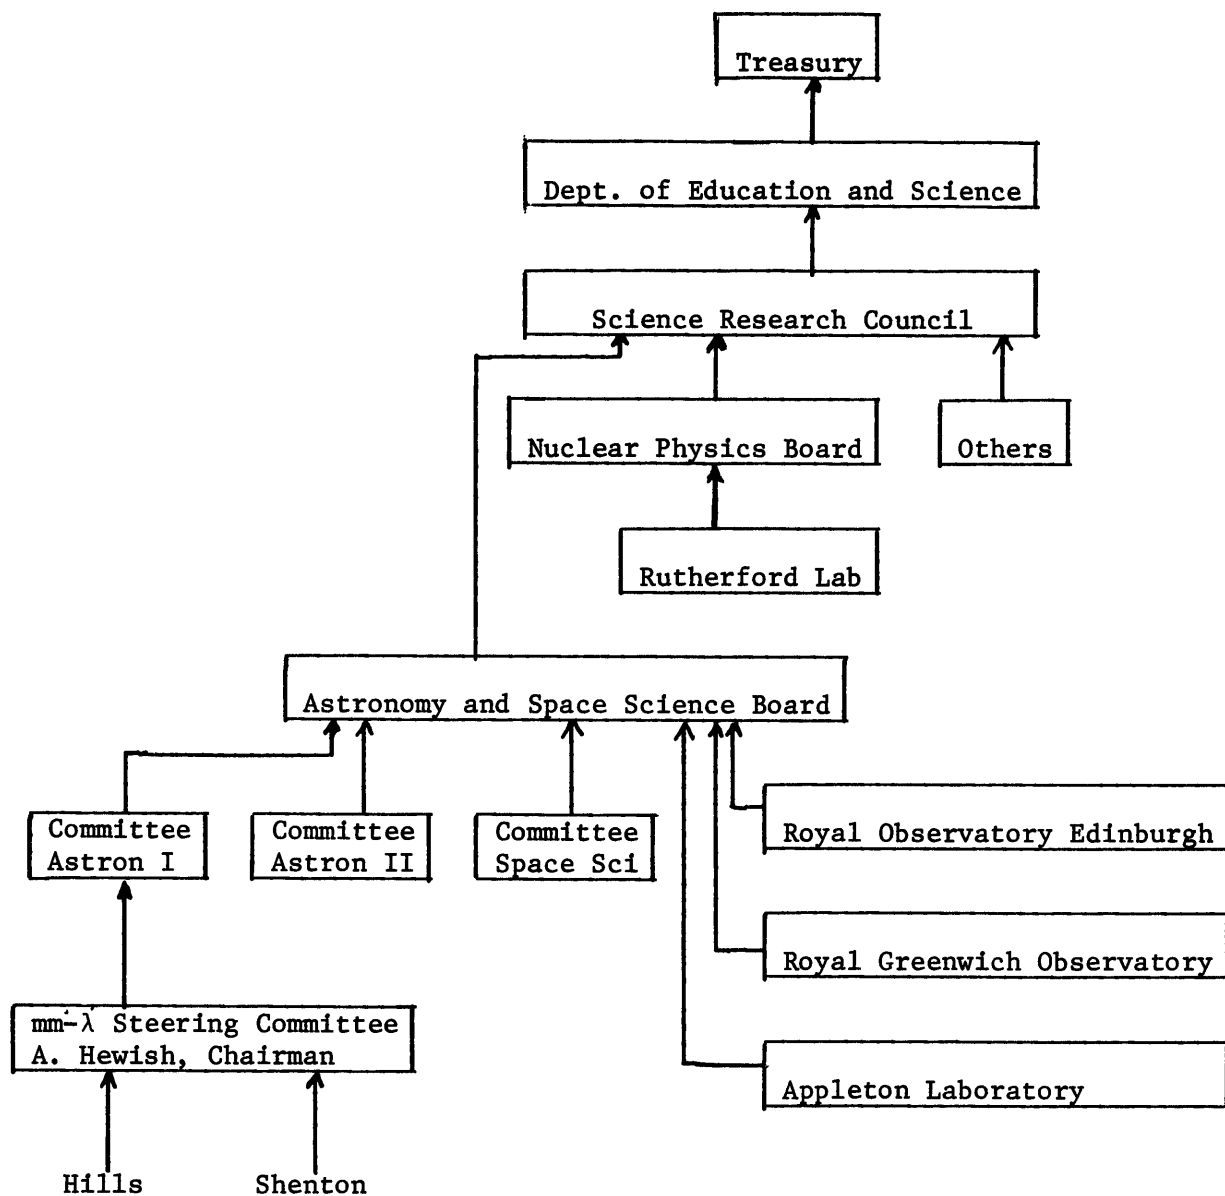 Treasury
Dept. of Education and Science
Science Research Council
Nuclear Physics Board
Others
Rutherford Lab
Astronomy and Space Science Board
Committee
Astron I
Committee
Astron II
Committee
Space Sci
Royal Observatory Edinburgh
Royal Greenwich Observatory
mm-λ Steering Committee
A. Hewish, Chairman
Appleton Laboratory
Hills
Shenton